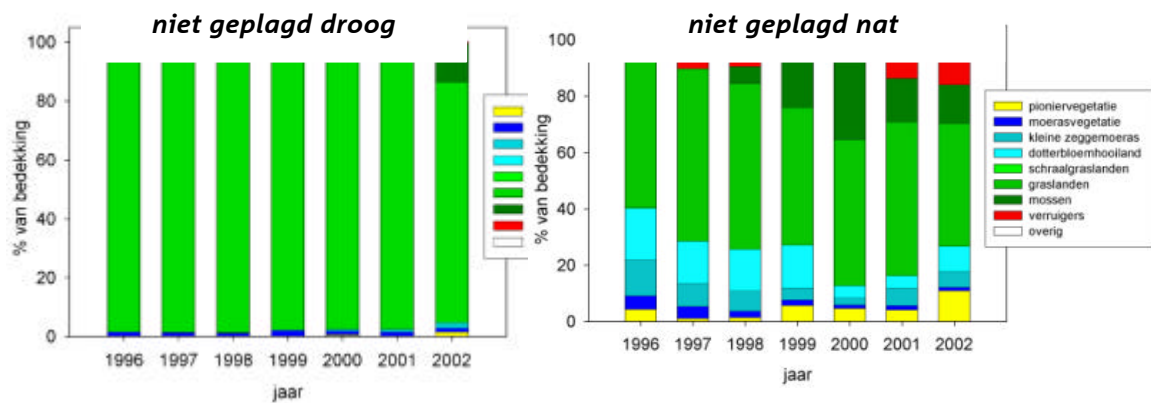 niet geplagd droog
100
80
60
40
20
0
% van bedekking
1996 1997 1998 1999 2000 2001 2002
jaar
niet geplagd nat
100
80
60
40
20
0
% van bedekking
1996 1997 1998 1999 2000 2001 2002
jaar
pioniervegetatie
moerasvegetatie
kleine zeggemoeras
dotterbloemhooiland
schraalgraslanden
graslanden
mossen
verruigers
overig